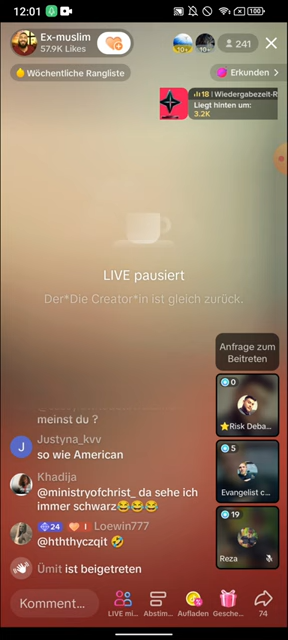 12:01
100
Ex-muslim
57.9K Likes
10+
10+
241
Wöchentliche Rangliste
Erkunden >
18 | Wiedergabezeit-R
Liegt hinten um:
3.2K
LIVE pausiert
Der*Die Creator*in ist gleich zurück.
Anfrage zum
Beitreten
0
Risk Deba...
meinst du ?
J
Justyna_kvv
so wie American
5
Evangelist c...
Khadija
@ministryofchrist_ da sehe ich
immer schwarz😂😂😂
19
Reza
24 I Loewin777
@hththyczqit 🤣
Ümit ist beigetreten
Komment...
LIVE mi...
Abstim...
Aufladen
Gesche...
74